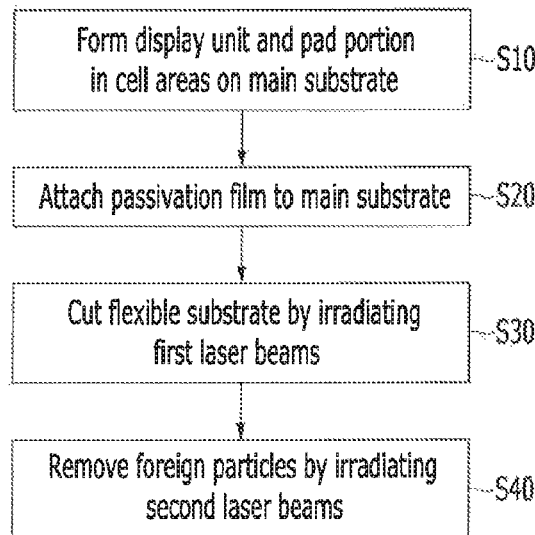 Form display unit and pad portion
in cell areas on main substrate
S10
Attach passivation film to main substrate
S20
Cut flexible substrate by irradiating
first laser beams
S30
Remove foreign particles by irradiating
second laser beams
S40